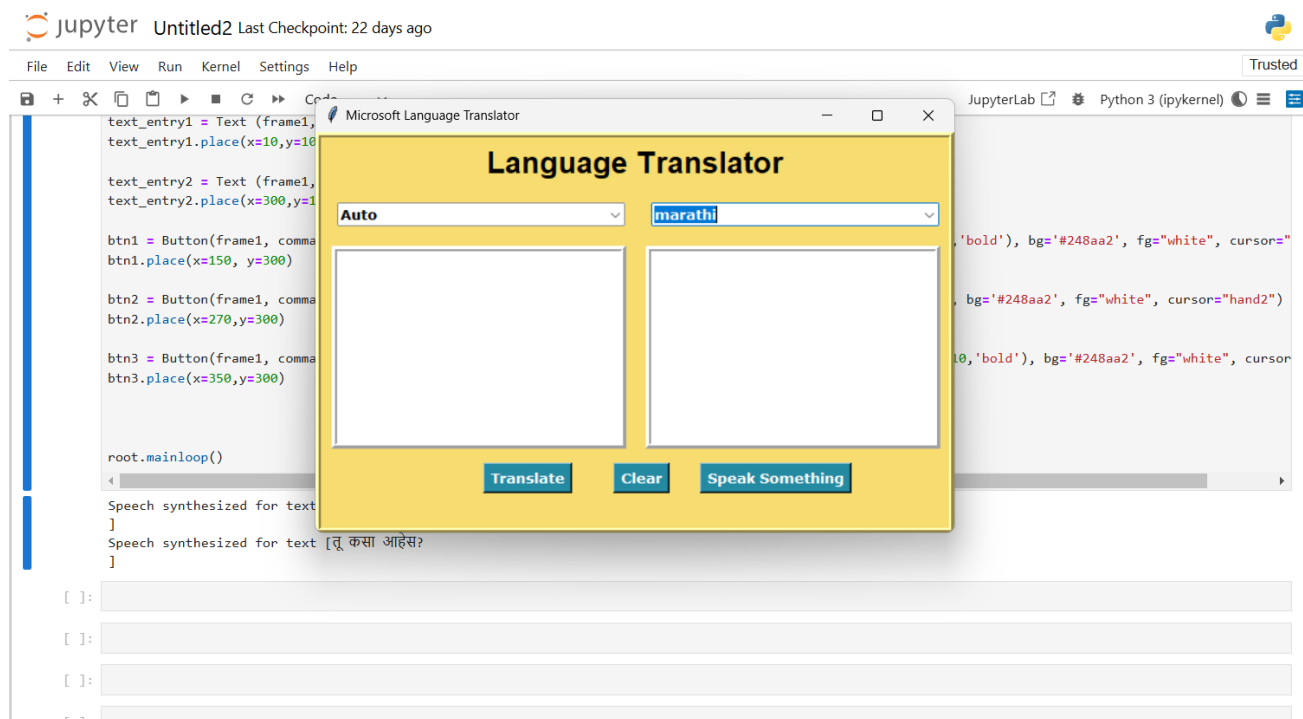 jupyter Untitled2 Last Checkpoint: 22 days ago
File Edit View Run Kernel Settings Help Trusted
JupyterLab Python 3 (ipykernel)
Microsoft Language Translator
Language Translator
Auto marathi
Translate Clear Speak Something
text_entry1 = Text (frame1,
text_entry1.place(x=10,y=10
text_entry2 = Text (frame1,
text_entry2.place(x=300,y=1
btn1 = Button(frame1, comma ,'bold'), bg='#248aa2', fg="white", cursor="
btn1.place(x=150, y=300)
btn2 = Button(frame1, comma , bg='#248aa2', fg="white", cursor="hand2")
btn2.place(x=270,y=300)
btn3 = Button(frame1, comma 10,'bold'), bg='#248aa2', fg="white", cursor
btn3.place(x=350,y=300)
root.mainloop()
Speech synthesized for text
]
Speech synthesized for text [तू कसा आहेस?
]
[ ]:
[ ]:
[ ]: